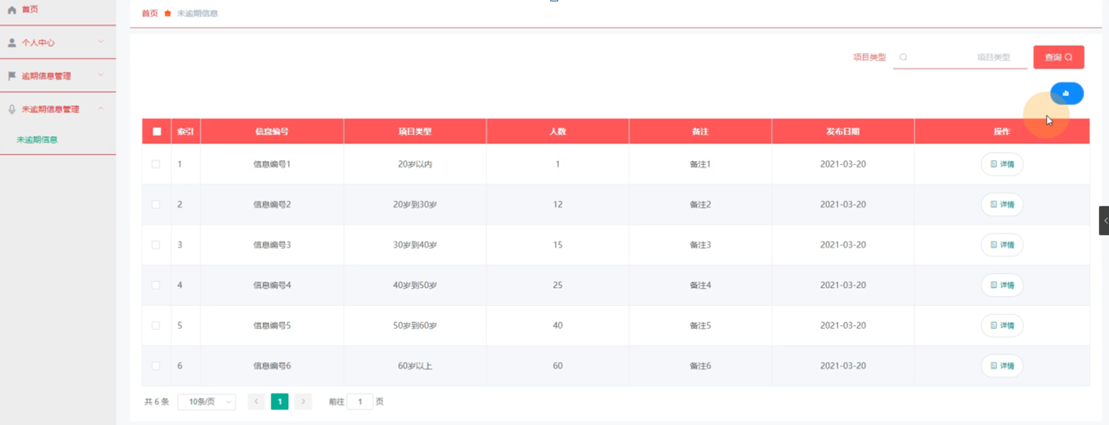 首页
个人中心
逾期信息管理
未逾期信息管理
未逾期信息
首页 未逾期信息
项目类型 项目类型 查询
索引 信息编号 项目类型 人数 备注 发布日期 操作
1 信息编号1 20岁以内 1 备注1 2021-03-20 详情
2 信息编号2 20岁到30岁 12 备注2 2021-03-20 详情
3 信息编号3 30岁到40岁 15 备注3 2021-03-20 详情
4 信息编号4 40岁到50岁 25 备注4 2021-03-20 详情
5 信息编号5 50岁到60岁 40 备注5 2021-03-20 详情
6 信息编号6 60岁以上 60 备注6 2021-03-20 详情
共 6 条 10条/页 1 前往 1 页